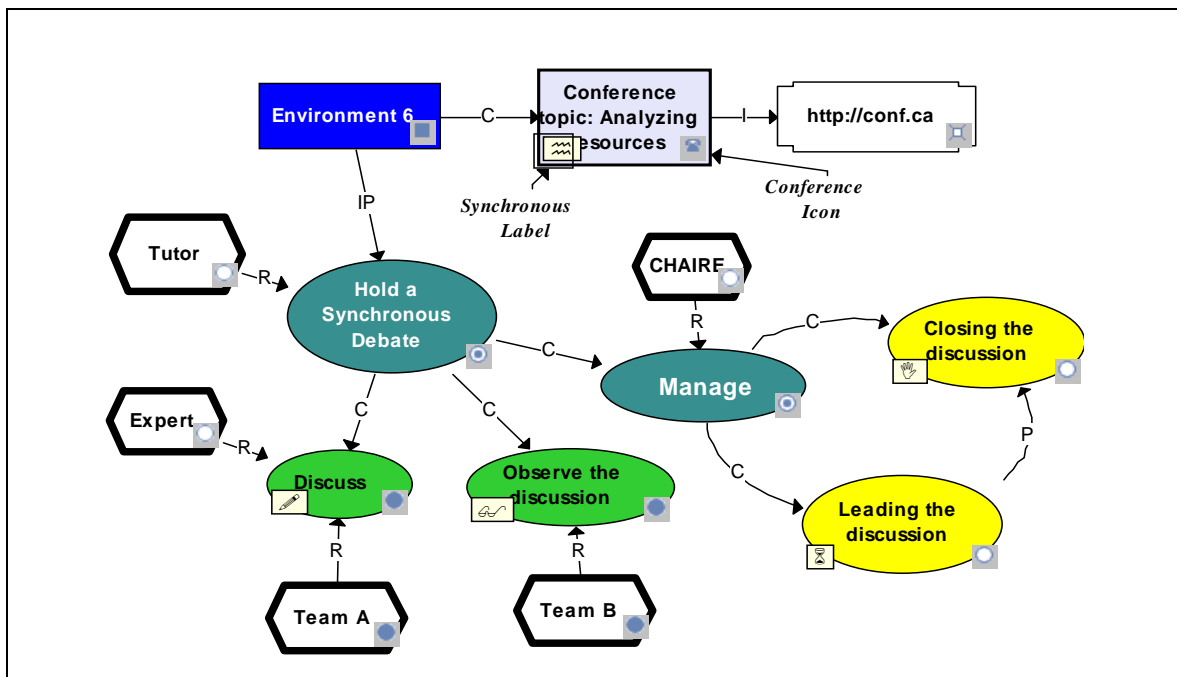 Environment 6
C
Conference
topic: Analyzing
esources
I
http://conf.ca
Synchronous
Label
Conference
Icon
IP
Tutor
R
Hold a
Synchronous
Debate
CHAIRE
R
C
Manage
C
Closing the
discussion
Expert
R
C
C
C
P
Discuss
Observe the
discussion
Leading the
discussion
R
R
Team A
Team B